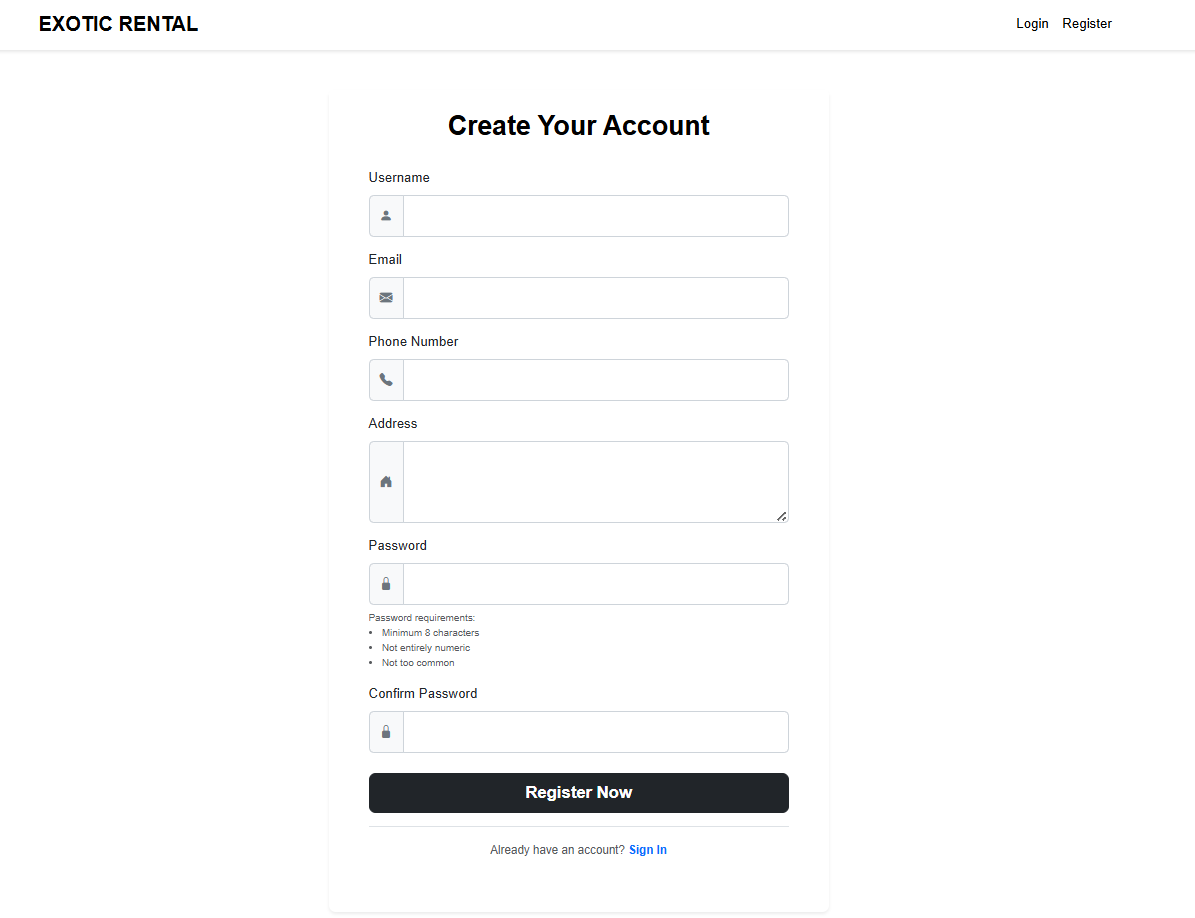 EXOTIC RENTAL
Login Register
Create Your Account
Username
Email
Phone Number
Address
Password
Password requirements:
• Minimum 8 characters
• Not entirely numeric
• Not too common
Confirm Password
Register Now
Already have an account? Sign In